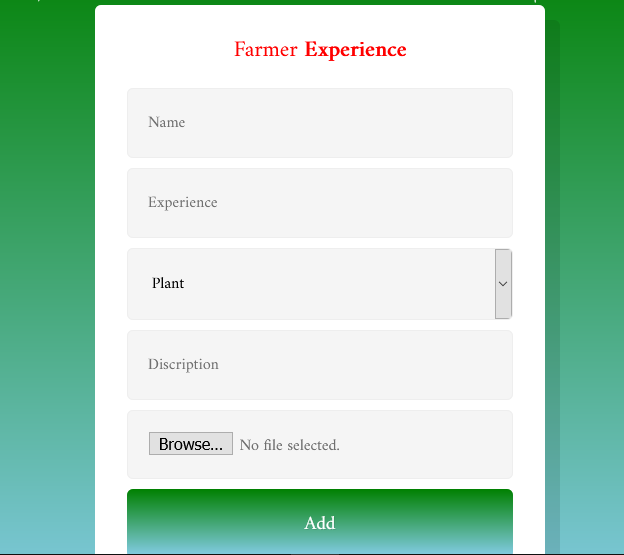 Farmer Experience
Name
Experience
Plant
Discription
Browse... No file selected.
Add